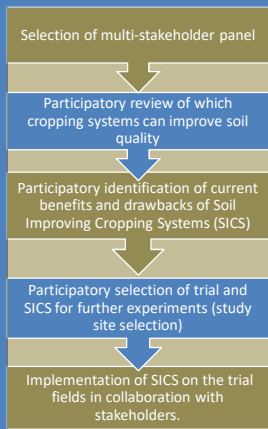 Selection of multi-stakeholder panel
Participatory review of which
cropping systems can improve soil
quality
Participatory identification of current
benefits and drawbacks of Soil
Improving Cropping Systems (SICS)
Participatory selection of trial and
SICS for further experiments (study
site selection)
Implementation of SICS on the trial
fields in collaboration with
stakeholders.